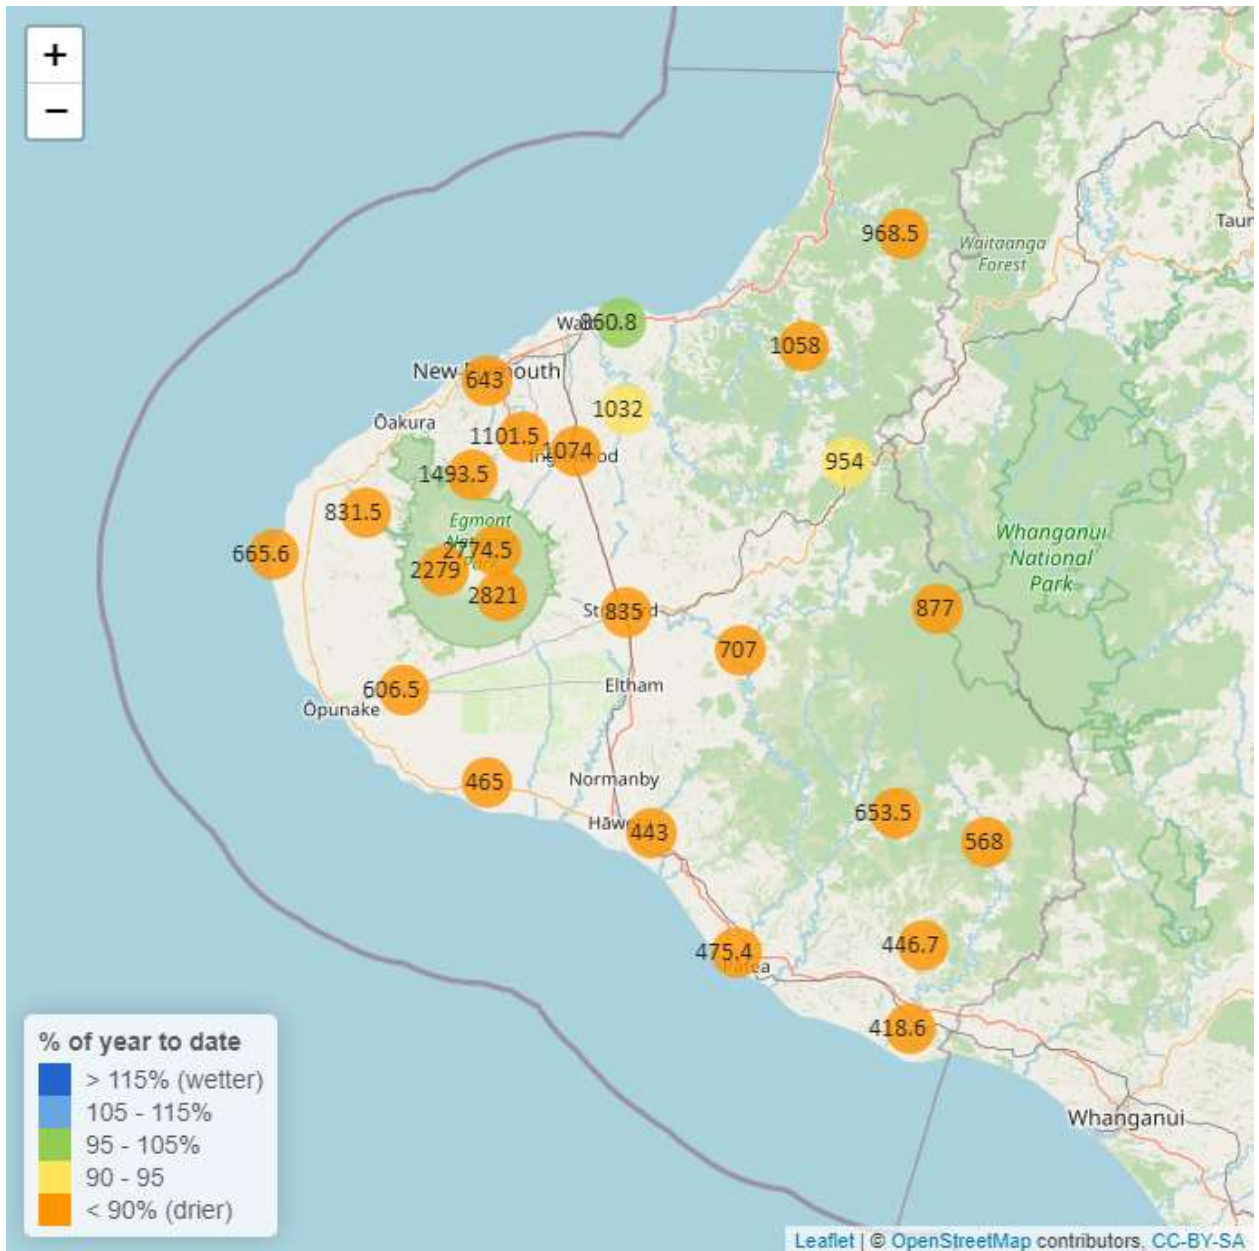 +
−
968.5
Waitaanga
Forest
Taur
860.8
1058
New
643
outh
1032
Ōakura
1101.5
1074
954
1493.5
831.5
Egmont
665.6
2774.5
2279
2821
Whanganui
National
Park
877
835
707
606.5
Eltham
Ōpunake
465
Normanby
443
653.5
568
446.7
475.4
418.6
Whanganui
% of year to date
> 115% (wetter)
105 - 115%
95 - 105%
90 - 95
< 90% (drier)
Leaflet | © OpenStreetMap contributors, CC-BY-SA